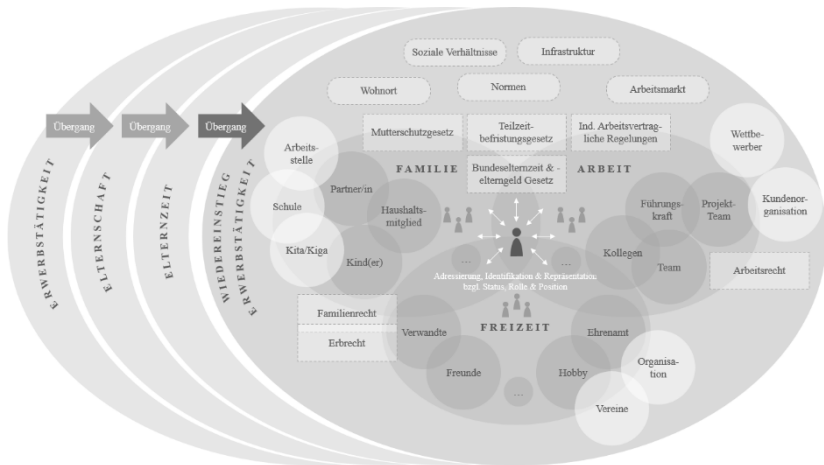 Soziale Verhältnisse
Infrastruktur
Wohnort
Normen
Arbeitsmarkt
Übergang
Übergang
Übergang
Mutterschutzgesetz
Teilzeit-
befristungsgesetz
Ind. Arbeitsvertrag-
liche Regelungen
Wettbe-
werber
Arbeits-
stelle
FAMILIE
Bundeselternzeit & -
elterngeld Gesetz
ARBEIT
Partner/in
Schule
Haushalts-
mitglied
Führungs-
kraft
Projekt-
Team
Kundenor-
ganisation
Kita/Kiga
Kind(er)
...
...
Kollegen
Team
Arbeitsrecht
Adressierung, Identifikation & Repräsentation
bzgl. Status, Rolle & Position
ERWERBSTÄTIGKEIT
ELTERNSCHAFT
ELTERNZEIT
WIEDEREINSTIEG
ERWERBSTÄTIGKEIT
Familienrecht
Erbrecht
FREIZEIT
Verwandte
Ehrenamt
Freunde
Hobby
Organisa-
tion
...
Vereine